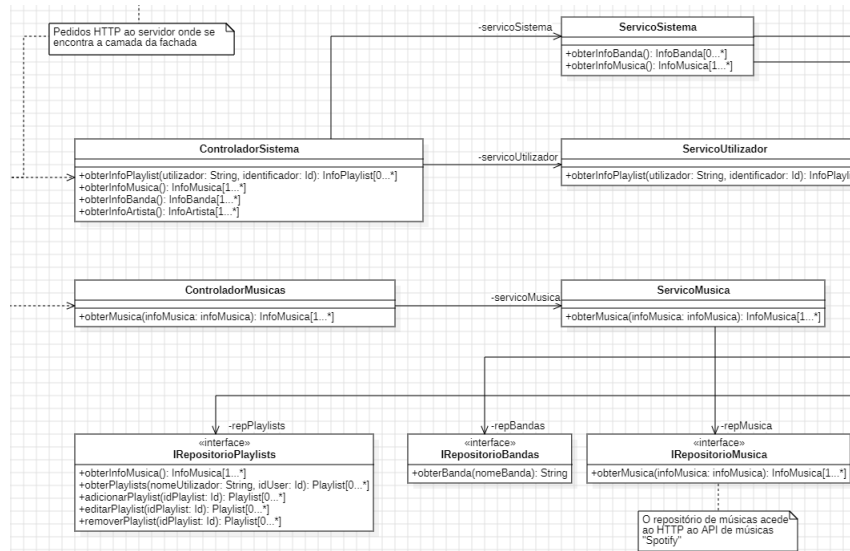 Pedidos HTTP ao servidor onde se
encontra a camada da fachada
-servicoSistema
ServicoSistema
+obterInfoBanda(): InfoBanda[0...*]
+obterInfoMusica(): InfoMusica[1...*]
ControladorSistema
+obterInfoPlaylist(utilizador: String, identificador: Id): InfoPlaylist[0...*]
+obterInfoMusica(): InfoMusica[1...*]
+obterInfoBanda(): InfoBanda[1...*]
+obterInfoArtista(): InfoArtista[1...*]
-servicoUtilizador
ServicoUtilizador
+obterInfoPlaylist(utilizador: String, identificador: Id):
ControladorMusicas
+obterMusica(infoMusica: infoMusica): InfoMusica[1...*]
-servicoMusica
ServicoMusica
+obterMusica(infoMusica: infoMusica): InfoMusica[1...*]
-repPlaylists
«interface»
IRepositorioPlaylists
+obterInfoMusica(): InfoMusica[1...*]
+obterPlaylists(nomeUtilizador: String, idUser: Id): Playlist[0...*]
+adicionarPlaylist(idPlaylist: Id): Playlist[0...*]
+editarPlaylist(idPlaylist: Id): Playlist[0...*]
+removerPlaylist(idPlaylist: Id): Playlist[0...*]
-repBandas
«interface»
IRepositorioBandas
+obterBanda(nomeBanda): String
-repMusica
«interface»
IRepositorioMusica
+obterMusica(infoMusica: infoMusica): InfoMusica[1...*]
O repositório de músicas acede
ao HTTP ao API de músicas
"Spotify"